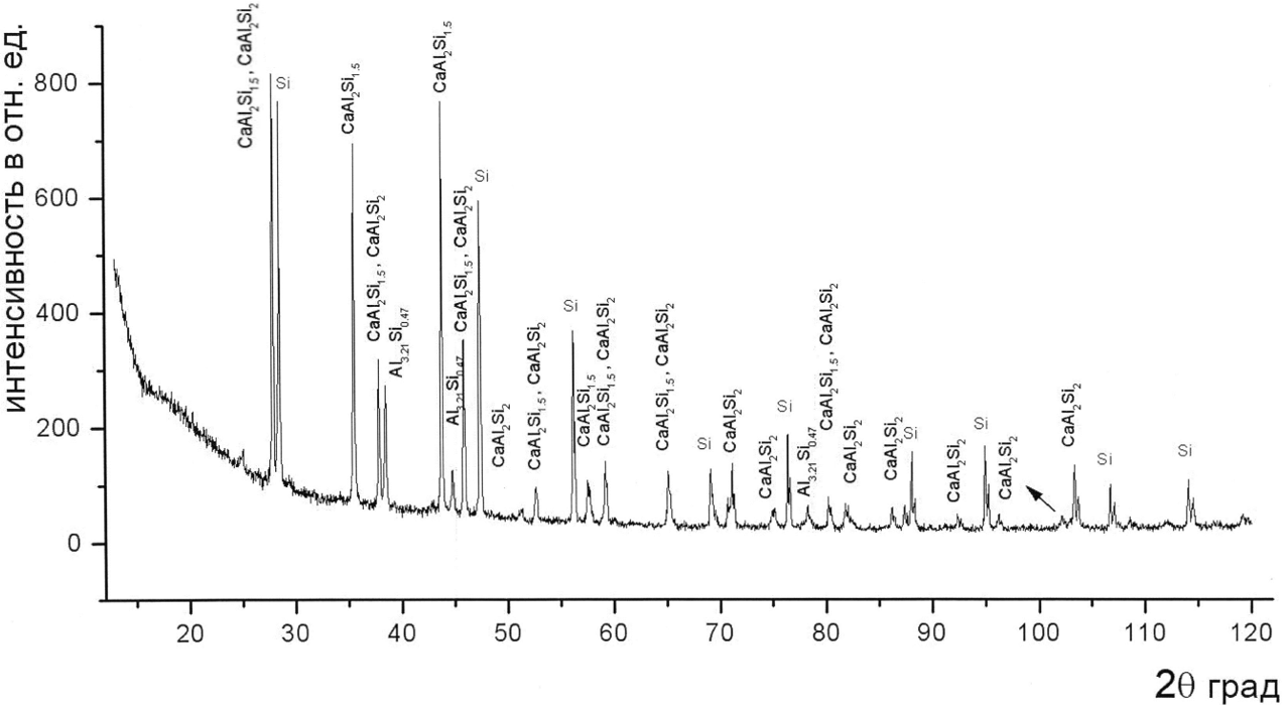 интенсивность в отн. ед.
800
600
400
200
0
CaAl2Si1.5, CaAl2Si2
Si
CaAl2Si1.5
CaAl2Si1.5, CaAl2Si2
Al3.21Si0.47
CaAl2Si1.5
Al3.21Si0.47
CaAl2Si1.5, CaAl2Si2
Si
CaAl2Si2
CaAl2Si1.5, CaAl2Si2
Si
CaAl2Si1.5
CaAl2Si1.5, CaAl2Si2
CaAl2Si1.5, CaAl2Si2
Si
CaAl2Si2
CaAl2Si2
Si
Al3.21Si0.47
CaAl2Si1.5, CaAl2Si2
CaAl2Si2
CaAl2Si2
Si
CaAl2Si2
Si
CaAl2Si2
CaAl2Si2
Si
Si
20 30 40 50 60 70 80 90 100 110 120
2θ град